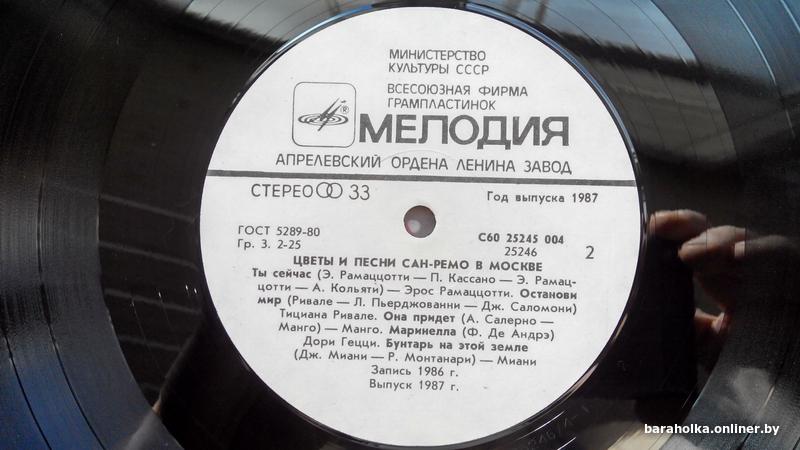 МИНИСТЕРСТВО
КУЛЬТУРЫ СССР
ВСЕСОЮЗНАЯ ФИРМА
ГРАМПЛАСТИНОК
® МЕЛОДИЯ
АПРЕЛЕВСКИЙ ОРДЕНА ЛЕНИНА ЗАВОД
СТЕРЕО 33
Год выпуска 1987
ГОСТ 5289-80
Гр. 3. 2-25
С60 25245 004
25246
2
ЦВЕТЫ И ПЕСНИ САН-РЕМО В МОСКВЕ
Ты сейчас (Э. Рамаццотти — П. Кассано — Э. Рамац-
цотти — А. Кольяти) — Эрос Рамаццотти. Останови
мир (Ривале — Л. Пьерджованни — Дж. Саломони)
Тициана Ривале. Она придет (А. Салерно —
Манго) — Манго. Маринелла (Ф. Де Андрэ)
Дори Гецци. Бунтарь на этой земле
(Дж. Миани — Р. Монтанари) — Миани
Запись 1986 г.
Выпуск 1987 г.
baraholka.onliner.by